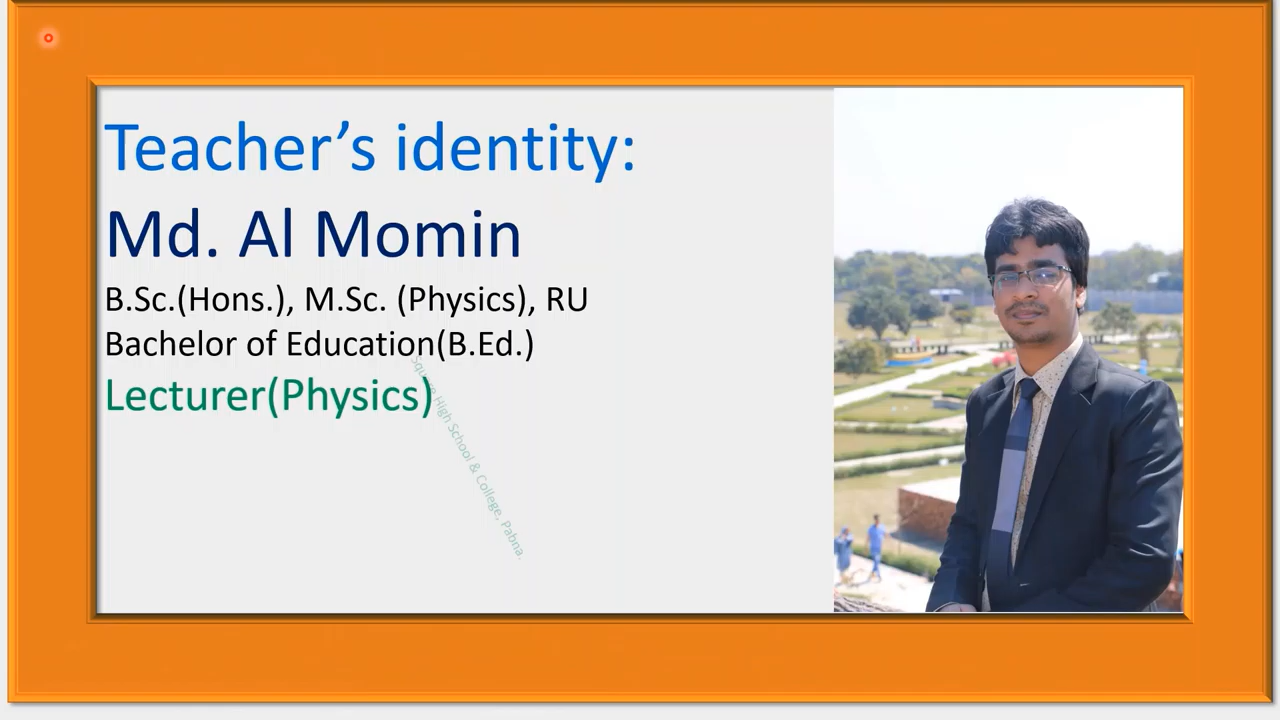 Teacher’s identity:
Md. Al Momin
B.Sc.(Hons.), M.Sc. (Physics), RU
Bachelor of Education(B.Ed.)
Lecturer(Physics)
Square High School & College, Pabna.